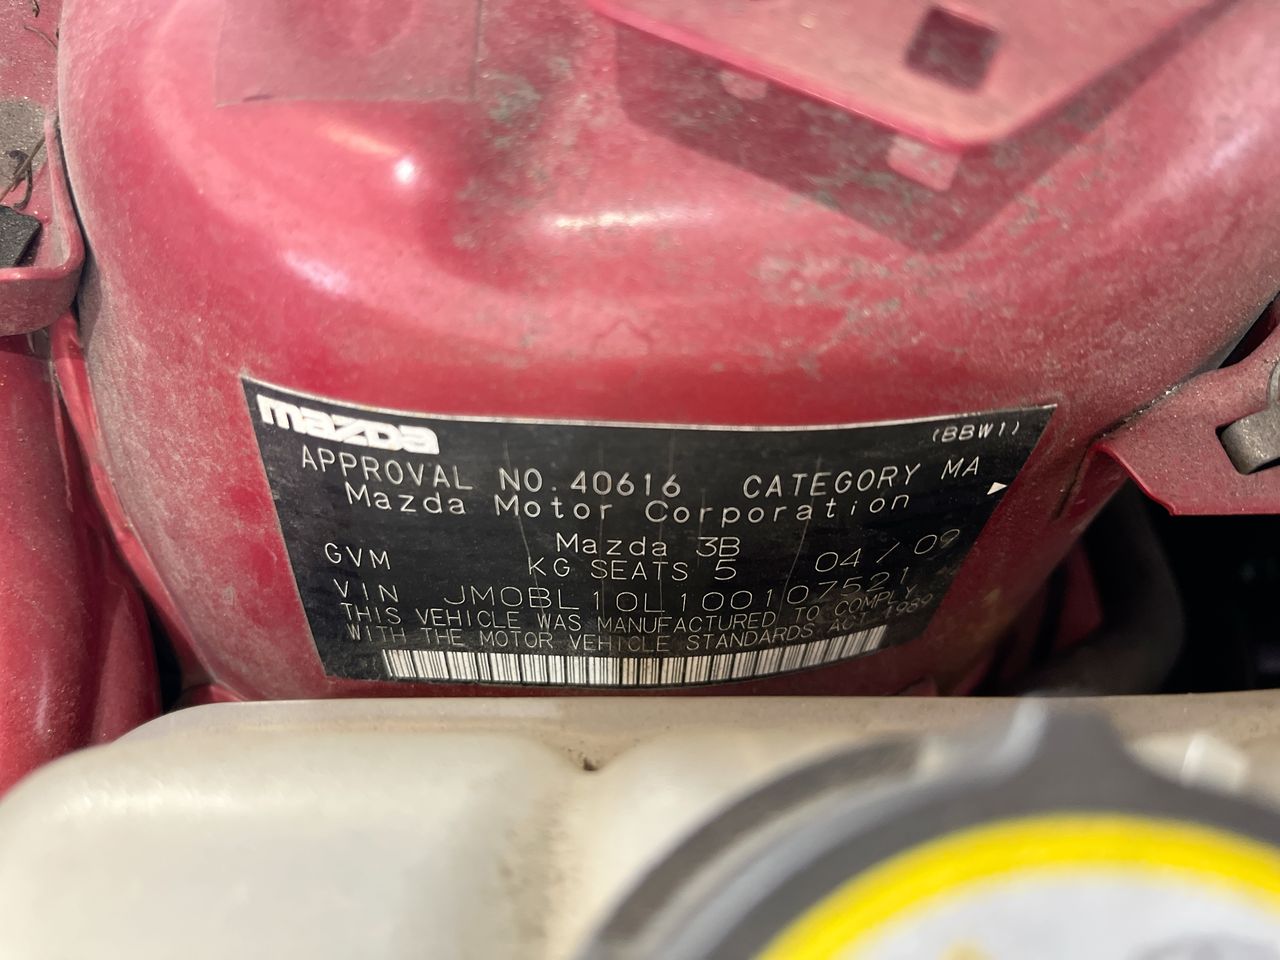 mazda
(BBW1)
APPROVAL NO.40616 CATEGORY MA
Mazda Motor Corporation
Mazda 3B
GVM KG SEATS 5 04/09
VIN JM0BL10L100107521
THIS VEHICLE WAS MANUFACTURED TO COMPLY
WITH THE MOTOR VEHICLE STANDARDS ACT 1989